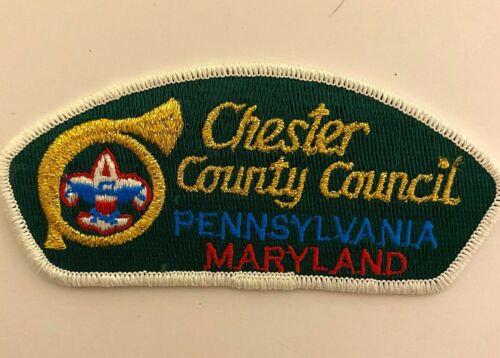 Chester
County Council
PENNSYLVANIA
MARYLAND